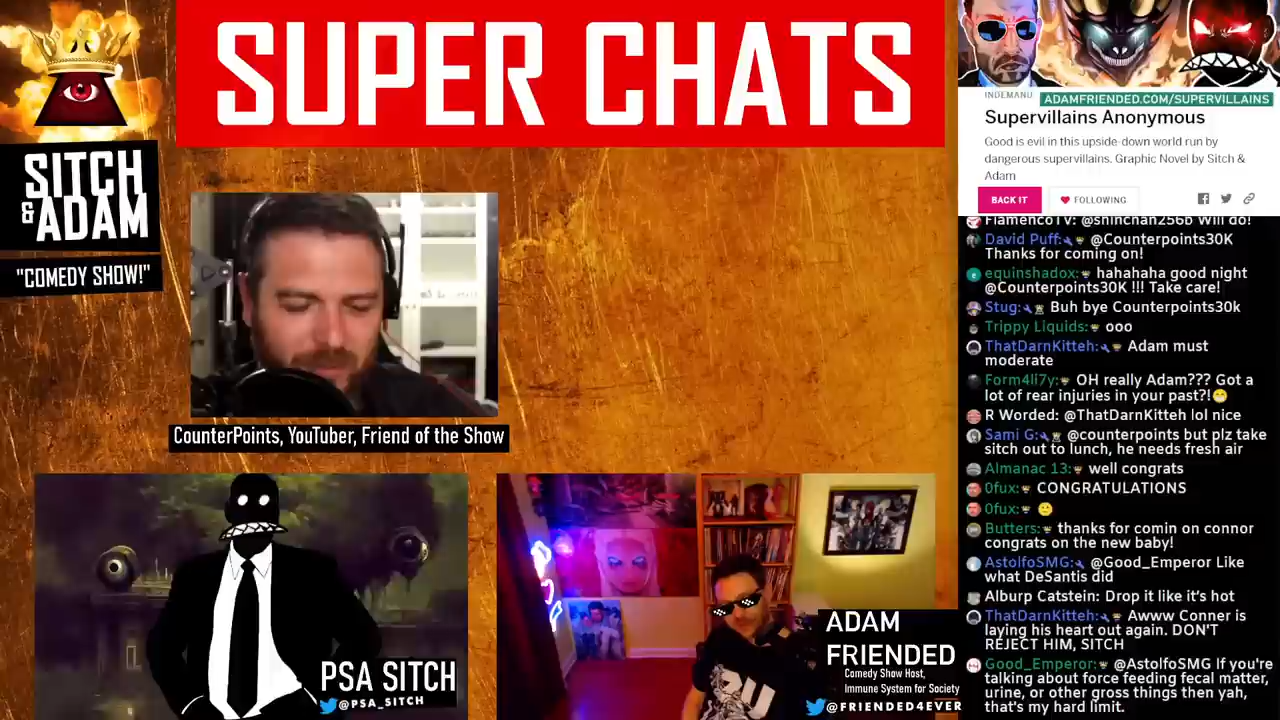 SUPER CHATS
SITCH
& ADAM
"COMEDY SHOW!"
CounterPoints, YouTuber, Friend of the Show
PSA SITCH
@PSA_SITCH
ADAM
FRIENDED
Comedy Show Host,
Immune System for Society
@FRIENDED4EVER
INDEMAND
ADAMFRIENDED.COM/SUPERVILLAINS
Supervillains Anonymous
Good is evil in this upside-down world run by
dangerous supervillains. Graphic Novel by Sitch &
Adam
BACK IT
FOLLOWING
FlamencoTV: @shinchan256b Will do!
David Puff: @Counterpoints30K
Thanks for coming on!
equinshadox: hahahaha good night
@Counterpoints30K !!! Take care!
Stug: Buh bye Counterpoints30k
Trippy Liquids: ooo
ThatDarnKitteh: Adam must
moderate
Form4li7y: OH really Adam??? Got a
lot of rear injuries in your past?!😁
R Worded: @ThatDarnKitteh lol nice
Sami G: @counterpoints but plz take
sitch out to lunch, he needs fresh air
Almanac 13: well congrats
0fux: CONGRATULATIONS
0fux: 🙂
Butters: thanks for comin on connor
congrats on the new baby!
AstolfoSMG: @Good_Emperor Like
what DeSantis did
Alburp Catstein: Drop it like it's hot
ThatDarnKitteh: Awww Conner is
laying his heart out again. DON'T
REJECT HIM, SITCH
Good_Emperor: @AstolfoSMG If you're
talking about force feeding fecal matter,
urine, or other gross things then yah,
that's my hard limit.